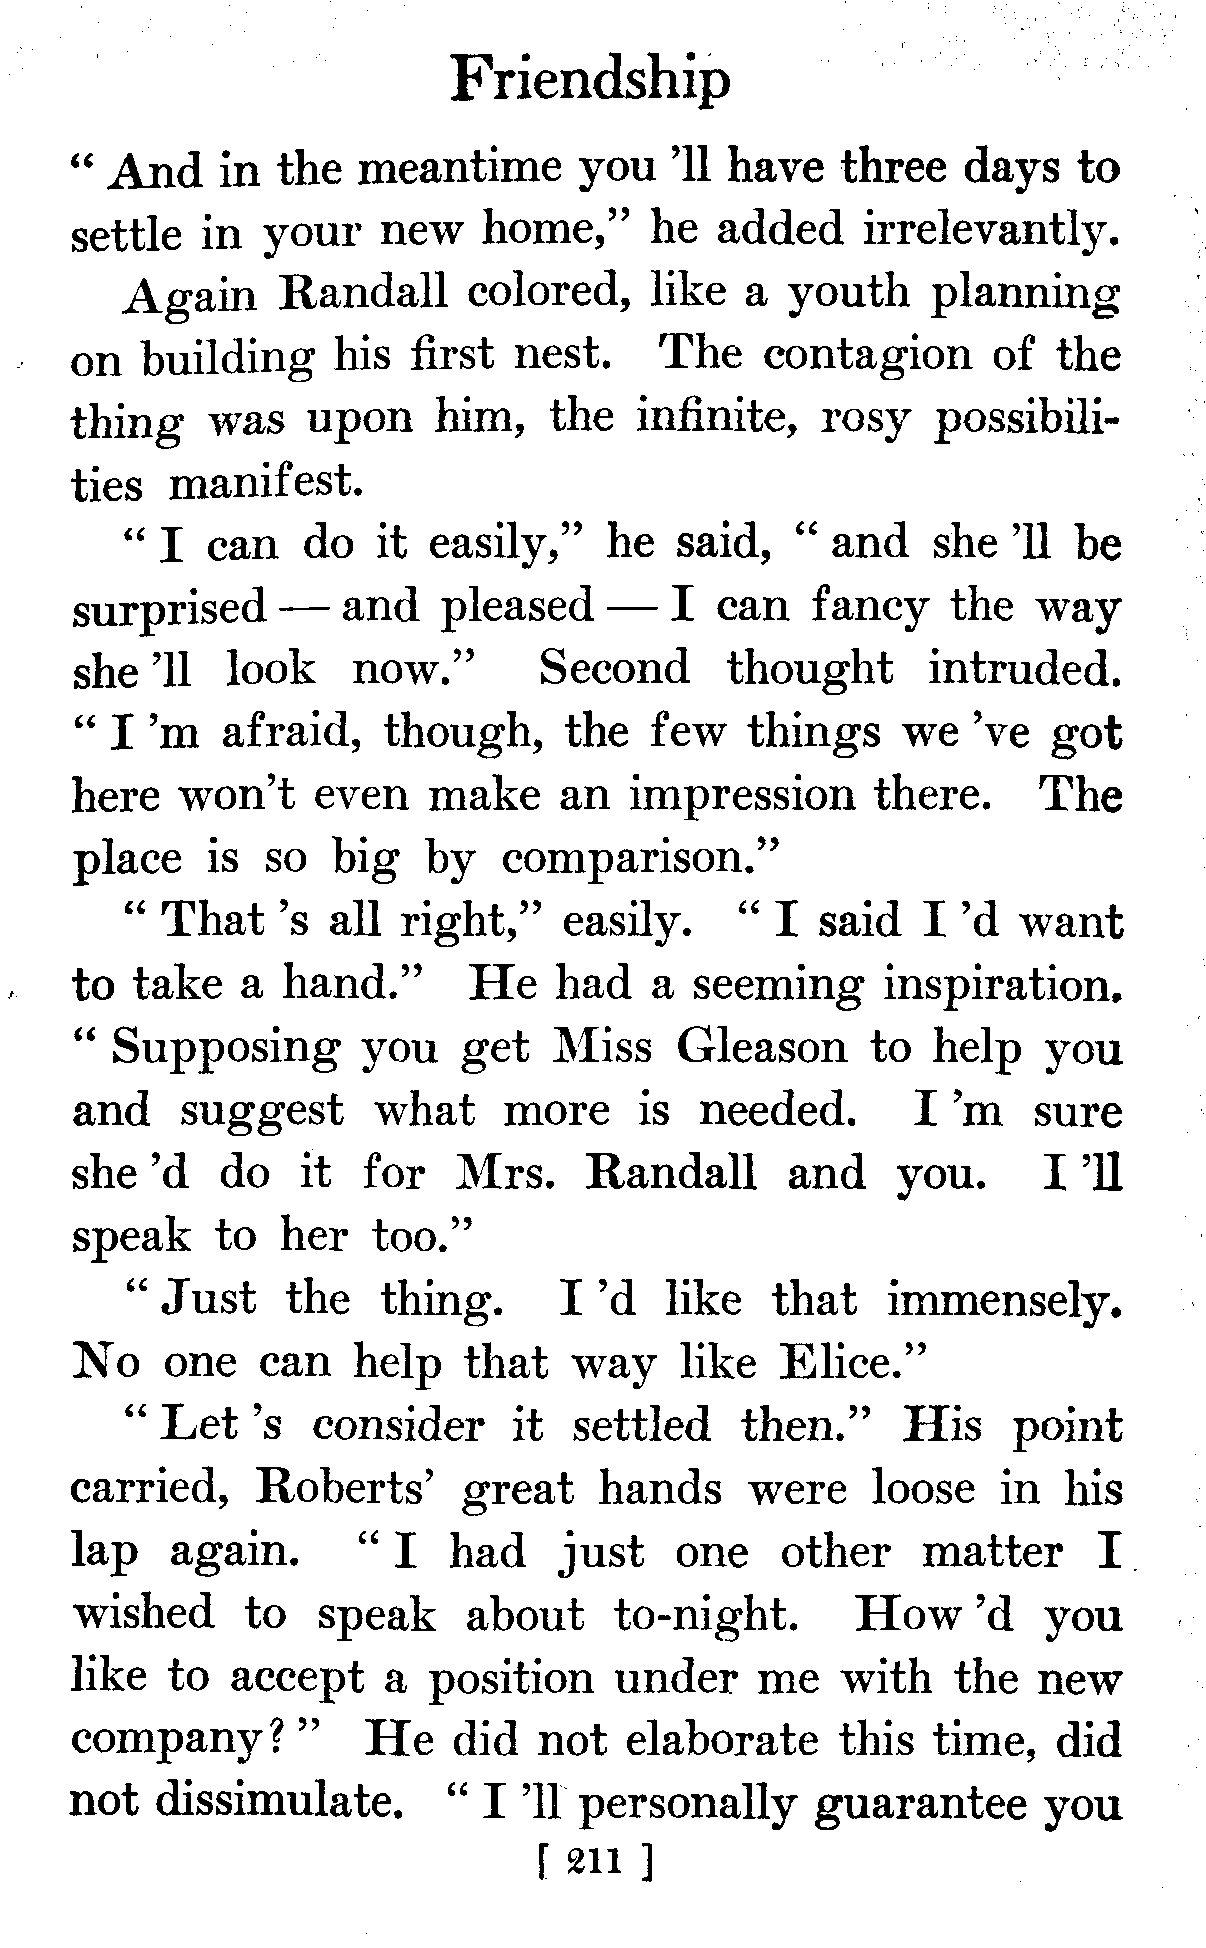 Friendship
“ And in the meantime you ’ll have three days to
settle in your new home,” he added irrelevantly.
Again Randall colored, like a youth planning
on building his first nest. The contagion of the
thing was upon him, the infinite, rosy possibili-
ties manifest.
“ I can do it easily,” he said, “ and she ’ll be
surprised — and pleased — I can fancy the way
she ’ll look now.” Second thought intruded.
“ I ’m afraid, though, the few things we ’ve got
here won’t even make an impression there. The
place is so big by comparison.”
“ That ’s all right,” easily. “ I said I ’d want
to take a hand.” He had a seeming inspiration.
“ Supposing you get Miss Gleason to help you
and suggest what more is needed. I ’m sure
she ’d do it for Mrs. Randall and you. I ’ll
speak to her too.”
“ Just the thing. I ’d like that immensely.
No one can help that way like Elice.”
“ Let ’s consider it settled then.” His point
carried, Roberts’ great hands were loose in his
lap again. “ I had just one other matter I
wished to speak about to-night. How ’d you
like to accept a position under me with the new
company? ” He did not elaborate this time, did
not dissimulate. “ I ’ll personally guarantee you
[ 211 ]